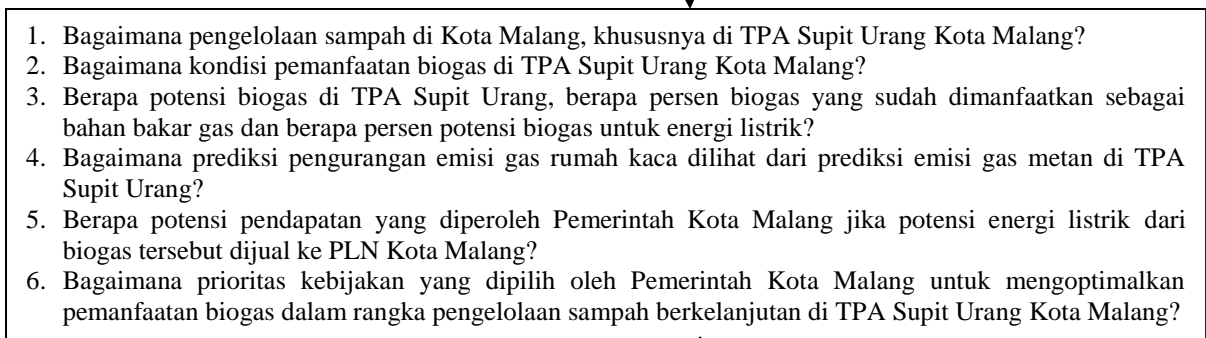 1. Bagaimana pengelolaan sampah di Kota Malang, khususnya di TPA Supit Urang Kota Malang?
2. Bagaimana kondisi pemanfaatan biogas di TPA Supit Urang Kota Malang?
3. Berapa potensi biogas di TPA Supit Urang, berapa persen biogas yang sudah dimanfaatkan sebagai
bahan bakar gas dan berapa persen potensi biogas untuk energi listrik?
4. Bagaimana prediksi pengurangan emisi gas rumah kaca dilihat dari prediksi emisi gas metan di TPA
Supit Urang?
5. Berapa potensi pendapatan yang diperoleh Pemerintah Kota Malang jika potensi energi listrik dari
biogas tersebut dijual ke PLN Kota Malang?
6. Bagaimana prioritas kebijakan yang dipilih oleh Pemerintah Kota Malang untuk mengoptimalkan
pemanfaatan biogas dalam rangka pengelolaan sampah berkelanjutan di TPA Supit Urang Kota Malang?